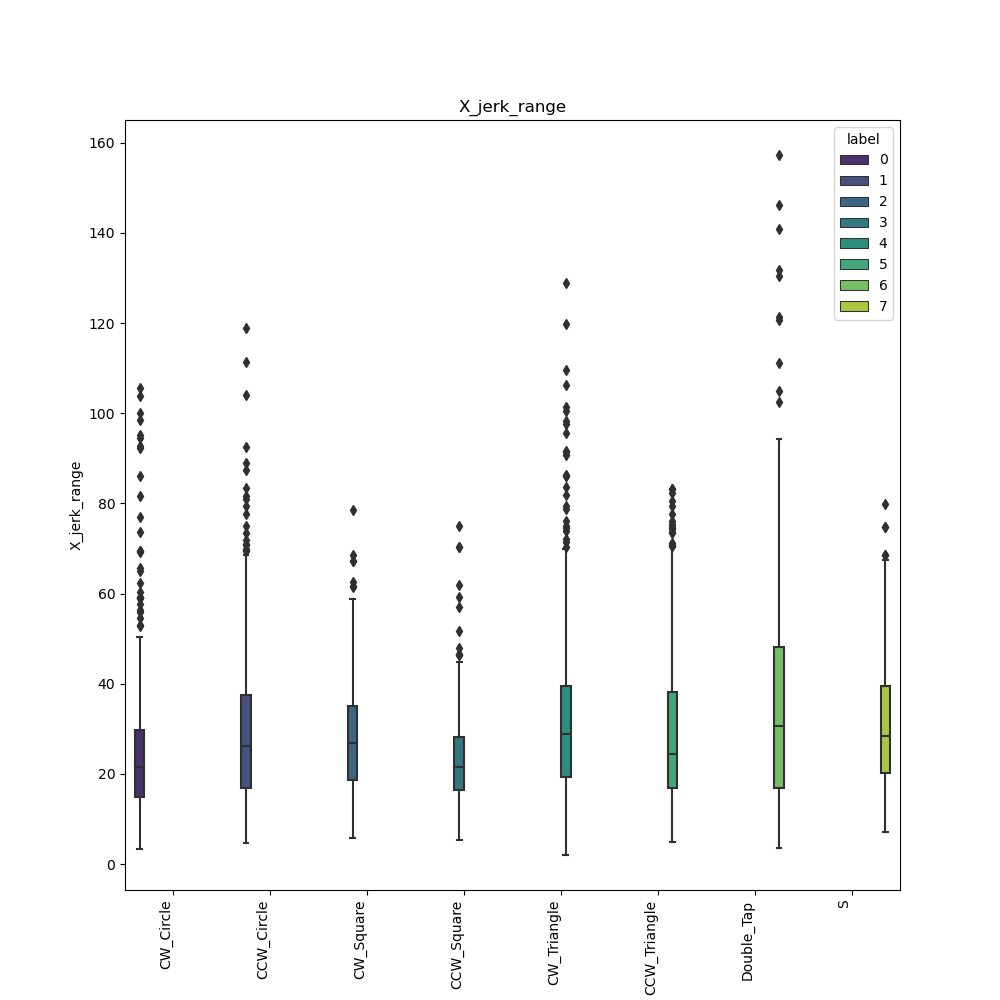 X_jerk_range
160
140
120
100
80
60
40
20
0
X_jerk_range
label
0
1
2
3
4
5
6
7
CW_Circle
CCW_Circle
CW_Square
CCW_Square
CW_Triangle
CCW_Triangle
Double_Tap
S